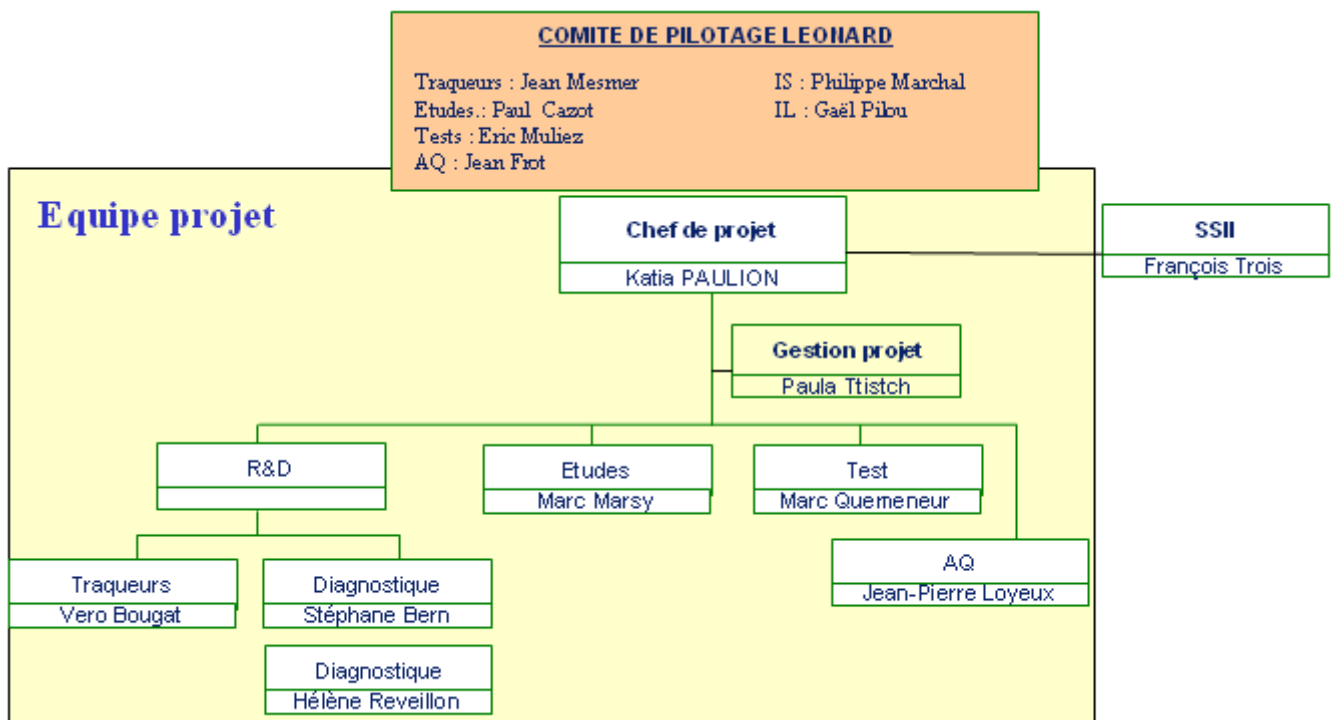 COMITE DE PILOTAGE LEONARD
Traqueurs : Jean Mesmer
IS : Philippe Marchal
Etudes.: Paul Cazot
IL : Gaël Pilou
Tests : Eric Muliez
AQ : Jean Frot
Equipe projet
Chef de projet
Katia PAULION
SSII
François Trois
Gestion projet
Paula Ttistch
R&D
Etudes
Marc Marsy
Test
Marc Quemeneur
AQ
Jean-Pierre Loyeux
Traqueurs
Vero Bougat
Diagnostique
Stéphane Bern
Diagnostique
Hélène Reveillon